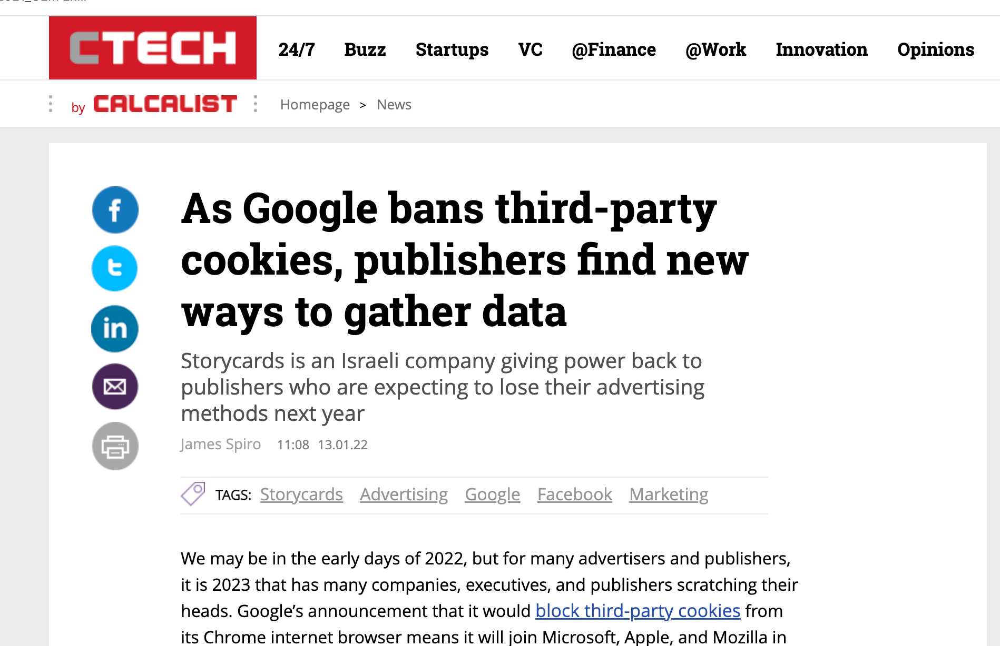 CTECH
24/7 Buzz Startups VC @Finance @Work Innovation Opinions
by CALCALIST
Homepage > News
As Google bans third-party
cookies, publishers find new
ways to gather data
Storycards is an Israeli company giving power back to
publishers who are expecting to lose their advertising
methods next year
James Spiro 11:08 13.01.22
TAGS: Storycards Advertising Google Facebook Marketing
We may be in the early days of 2022, but for many advertisers and publishers,
it is 2023 that has many companies, executives, and publishers scratching their
heads. Google’s announcement that it would block third-party cookies from
its Chrome internet browser means it will join Microsoft, Apple, and Mozilla in